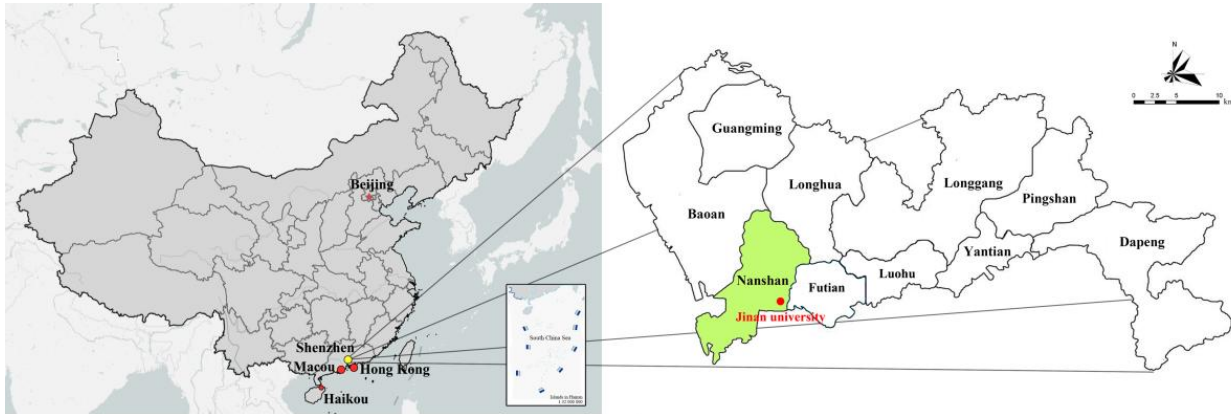 Beijing
Shenzhen
Macou
Hong Kong
Haikou
South China Sea
N
0 2.5 5 10
km
Guangming
Longhua
Longgang
Pingshan
Baoan
Dapeng
Yantian
Luohu
Nanshan
Futian
Jinan university